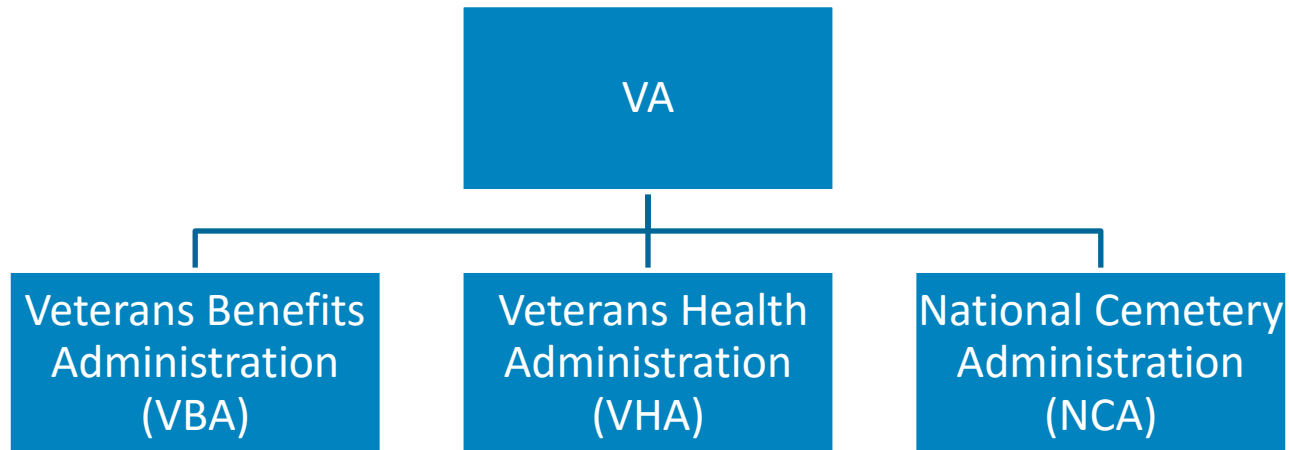 VA
Veterans Benefits
Administration
(VBA)
Veterans Health
Administration
(VHA)
National Cemetery
Administration
(NCA)